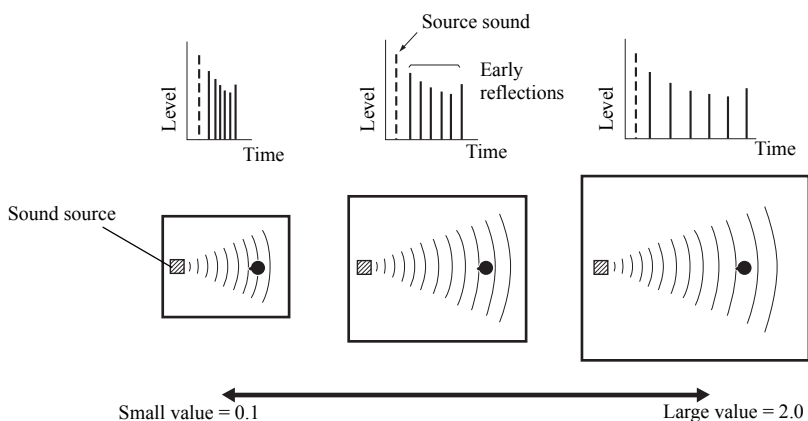 Source sound
Level
Time
Level
Early
reflections
Time
Level
Time
Sound source
Small value = 0.1
Large value = 2.0